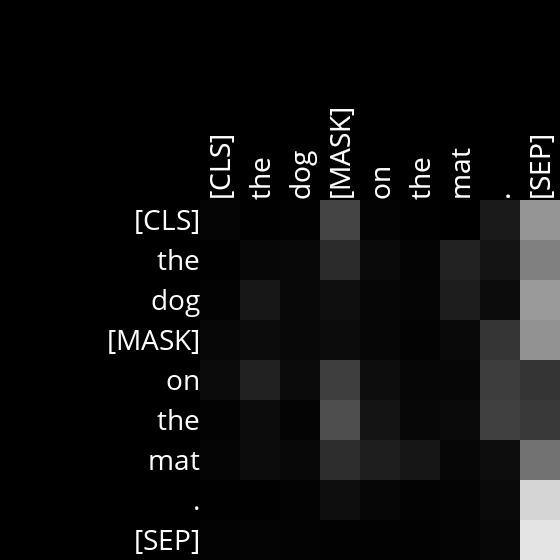 [CLS] the dog [MASK] on the mat . [SEP]
[CLS]
the
dog
[MASK]
on
the
mat
.
[SEP]